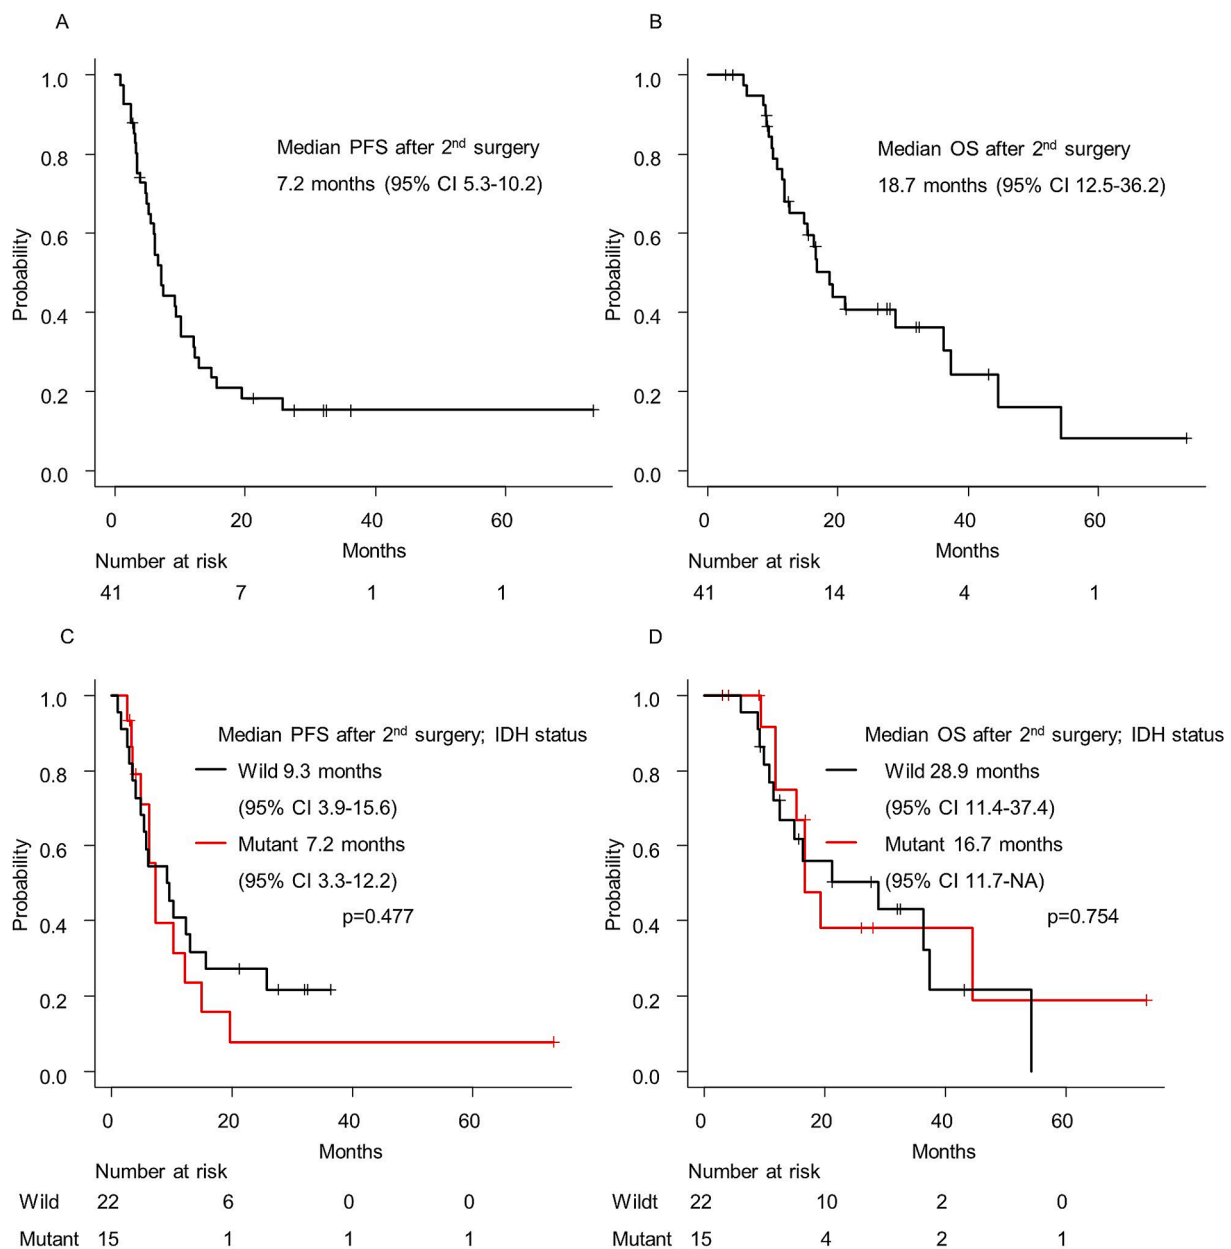 A
1.0
0.8
0.6
0.4
0.2
0.0
Probability
Median PFS after 2nd surgery
7.2 months (95% CI 5.3-10.2)
0 20 40 60
Months
Number at risk
41 7 1 1
B
1.0
0.8
0.6
0.4
0.2
0.0
Probability
Median OS after 2nd surgery
18.7 months (95% CI 12.5-36.2)
0 20 40 60
Months
Number at risk
41 14 4 1
C
1.0
0.8
0.6
0.4
0.2
0.0
Probability
Median PFS after 2nd surgery; IDH status
Wild 9.3 months
(95% CI 3.9-15.6)
Mutant 7.2 months
(95% CI 3.3-12.2)
p=0.477
0 20 40 60
Months
Number at risk
Wild 22 6 0 0
Mutant 15 1 1 1
D
1.0
0.8
0.6
0.4
0.2
0.0
Probability
Median OS after 2nd surgery; IDH status
Wild 28.9 months
(95% CI 11.4-37.4)
Mutant 16.7 months
(95% CI 11.7-NA)
p=0.754
0 20 40 60
Months
Number at risk
Wildt 22 10 2 0
Mutant 15 4 2 1